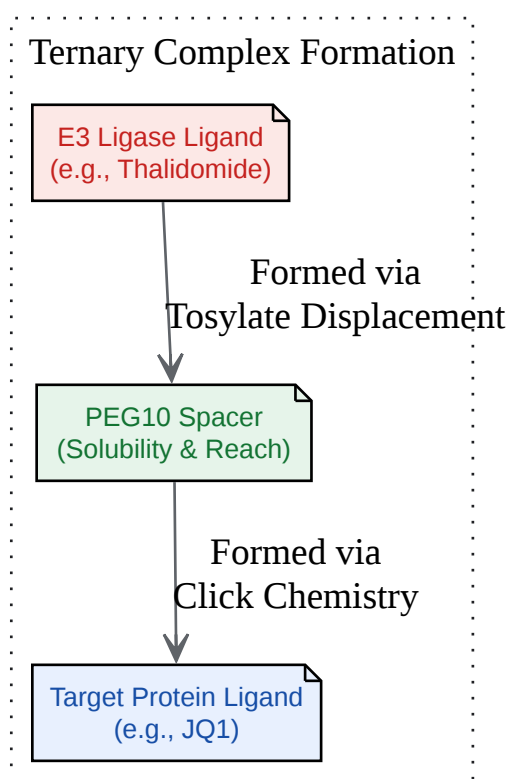 Ternary Complex Formation
E3 Ligase Ligand
(e.g., Thalidomide)
Formed via
Tosylate Displacement
PEG10 Spacer
(Solubility & Reach)
Formed via
Click Chemistry
Target Protein Ligand
(e.g., JQ1)